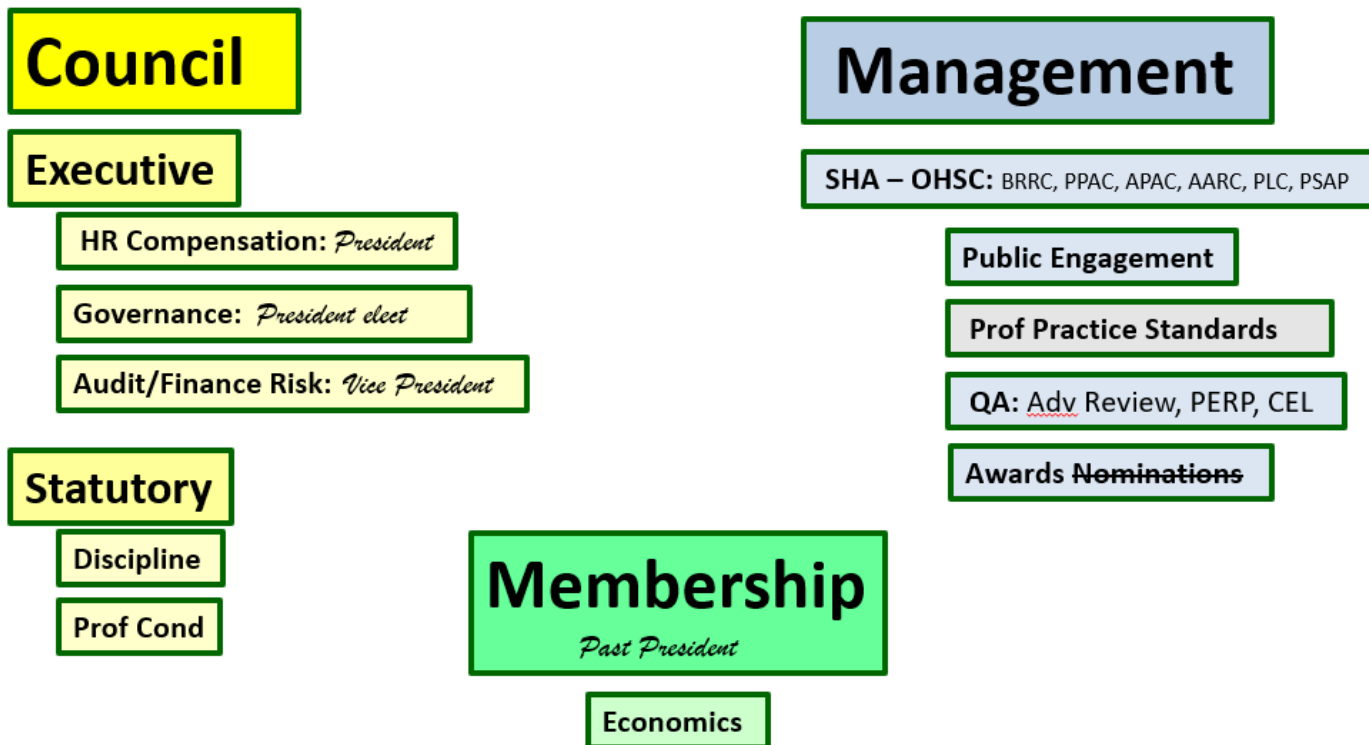 Council
Executive
HR Compensation: President
Governance: President elect
Audit/Finance Risk: Vice President
Statutory
Discipline
Prof Cond
Management
SHA – OHSC: BRRC, PPAC, APAC, AARC, PLC, PSAP
Public Engagement
Prof Practice Standards
QA: Adv Review, PERP, CEL
Awards Nominations
Membership
Past President
Economics